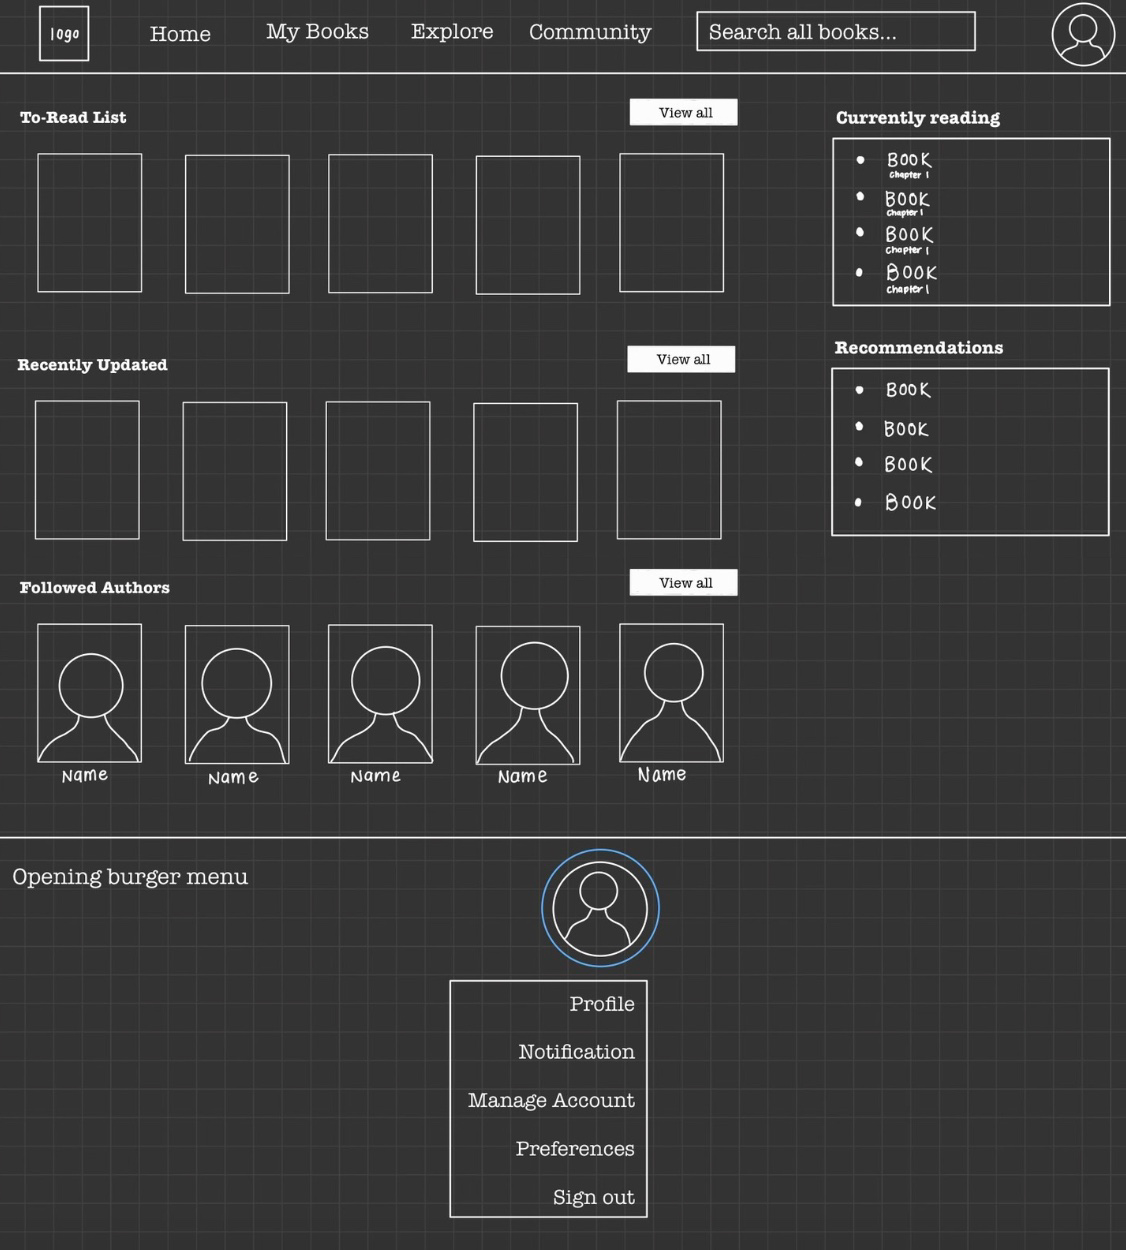 logo
Home
My Books
Explore
Community
Search all books...
To-Read List
View all
Currently reading
BOOK
Chapter 1
BOOK
Chapter 1
BOOK
Chapter 1
BOOK
Chapter 1
Recently Updated
View all
Recommendations
BOOK
BOOK
BOOK
BOOK
Followed Authors
View all
Name
Name
Name
Name
Name
Opening burger menu
Profile
Notification
Manage Account
Preferences
Sign out